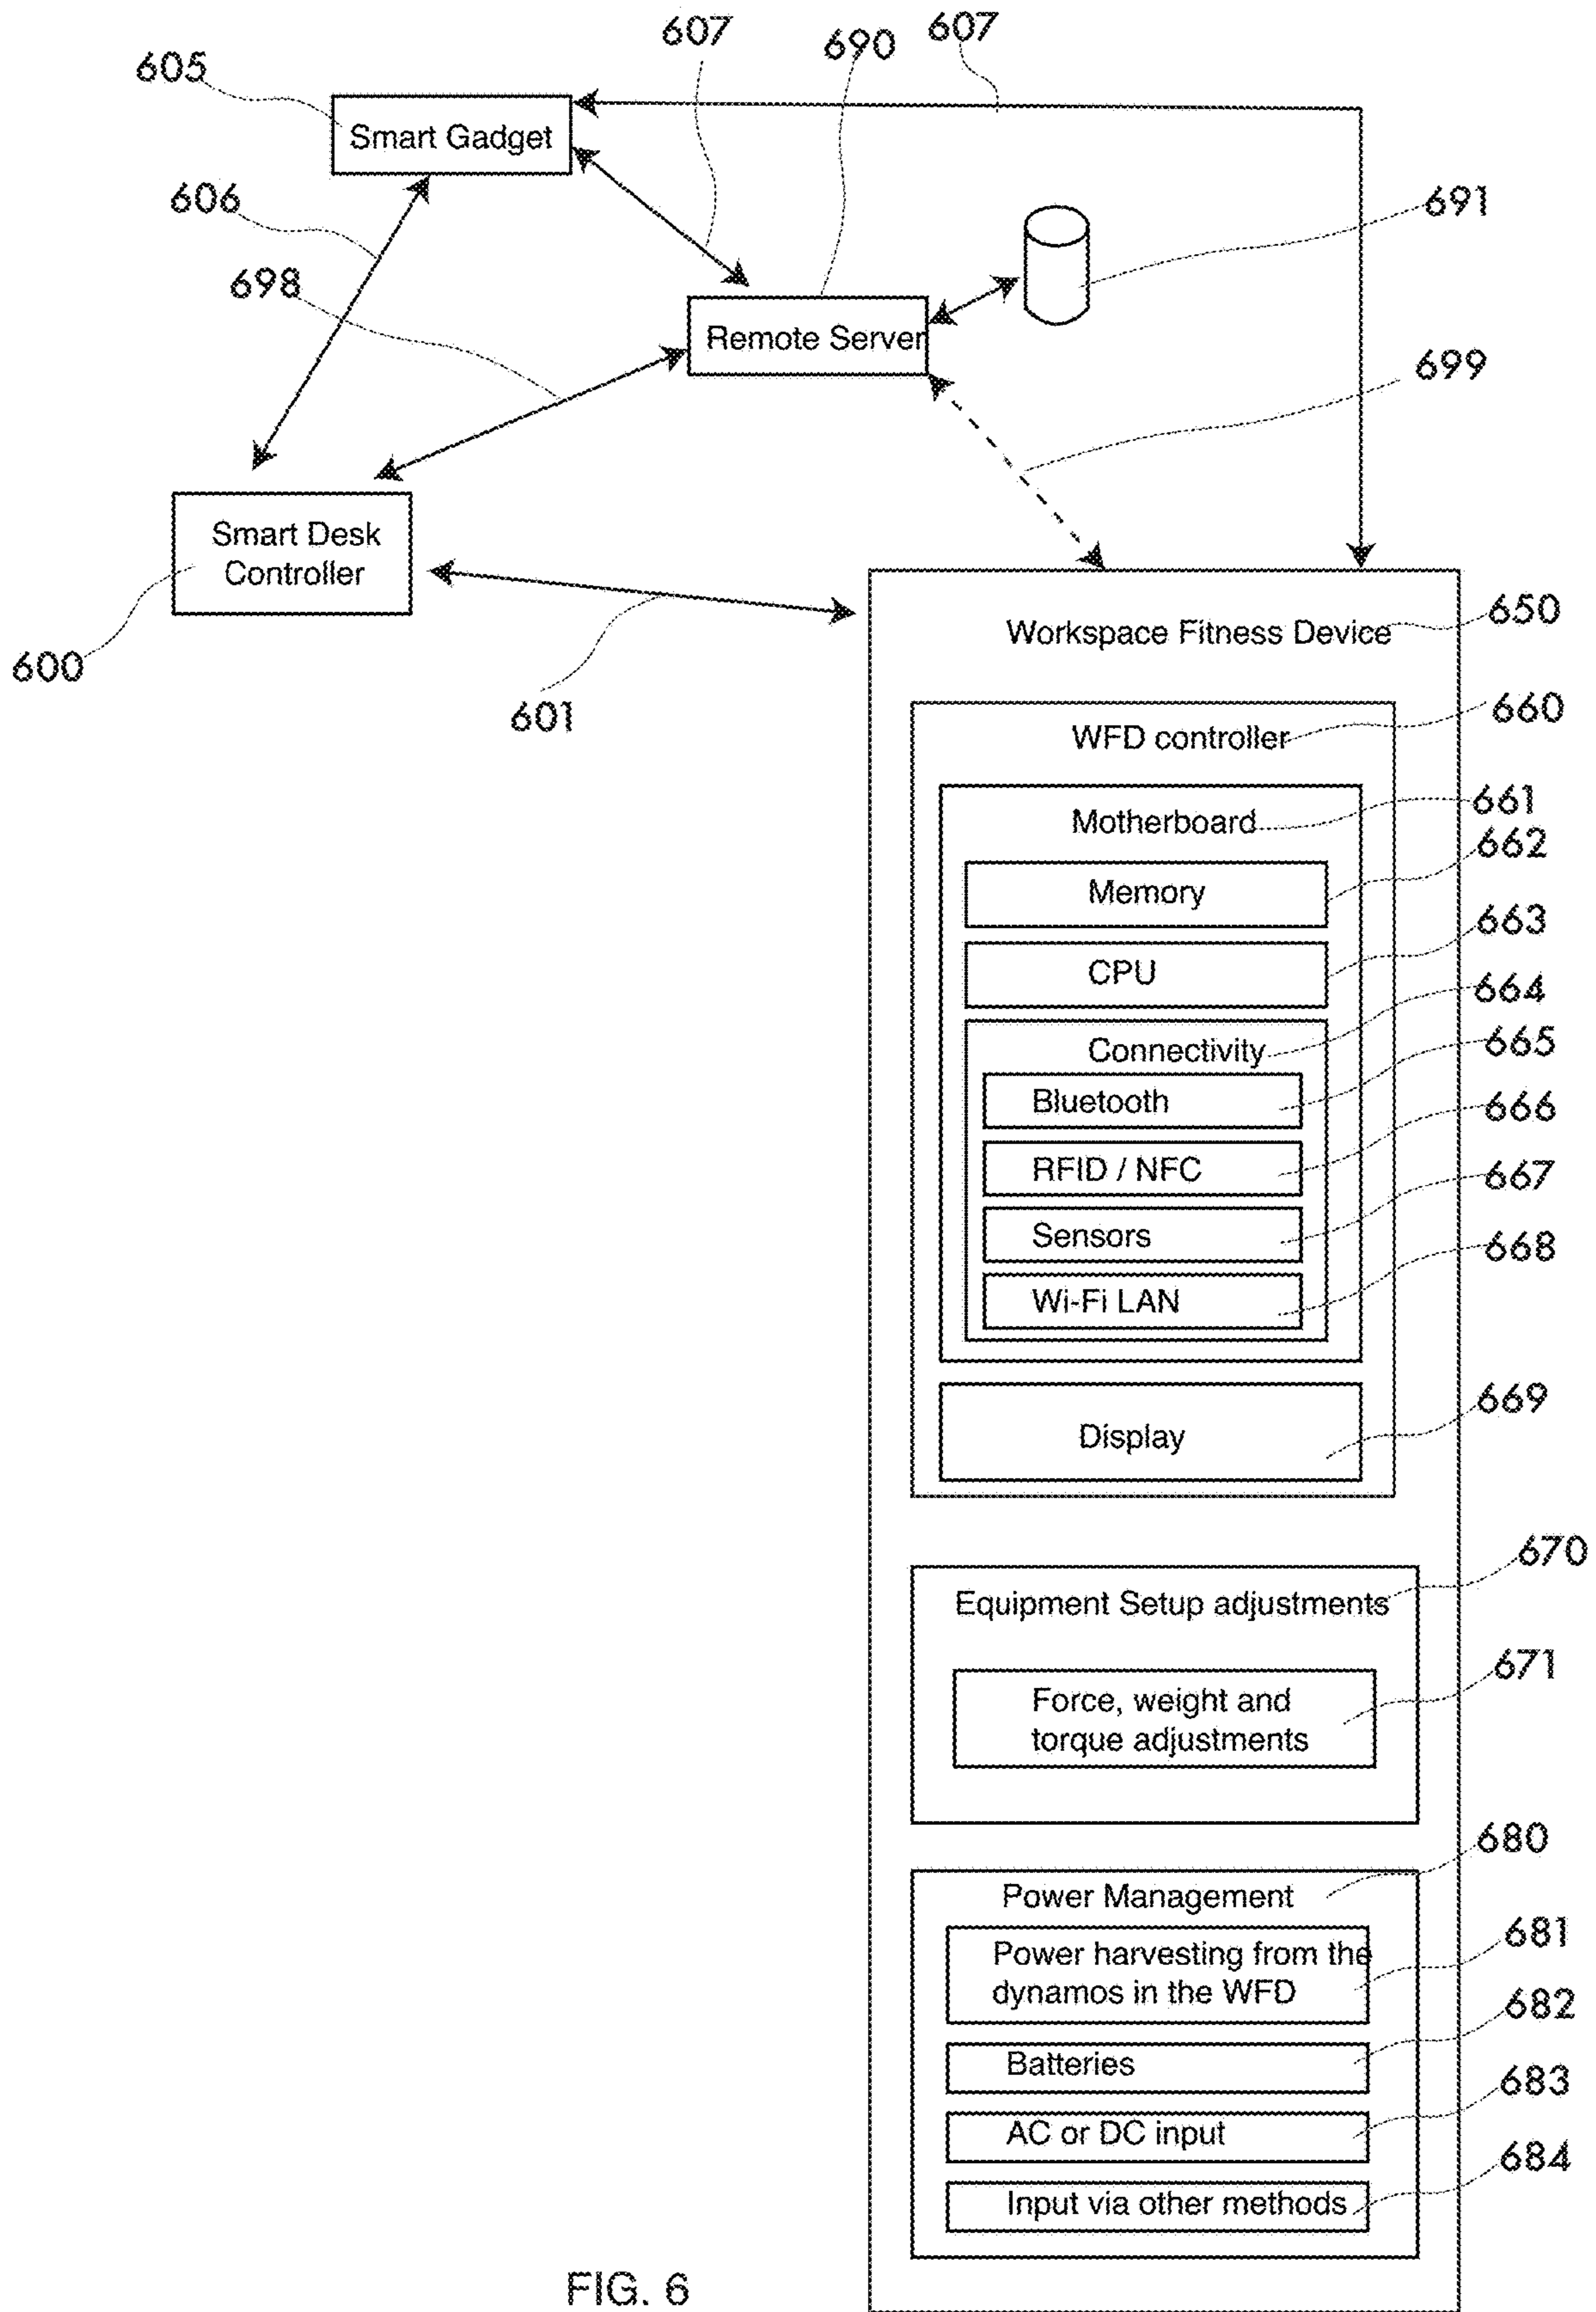 607
690
607
605
Smart Gadget
606
691
698
Remote Server
699
Smart Desk
Controller
600
601
Workspace Fitness Device
650
660
WFD controller
661
Motherboard
662
Memory
663
CPU
664
Connectivity
665
Bluetooth
666
RFID / NFC
667
Sensors
668
Wi-Fi LAN
669
Display
670
Equipment Setup adjustments
671
Force, weight and
torque adjustments
680
Power Management
681
Power harvesting from the
dynamos in the WFD
682
Batteries
683
AC or DC input
684
Input via other methods
FIG. 6